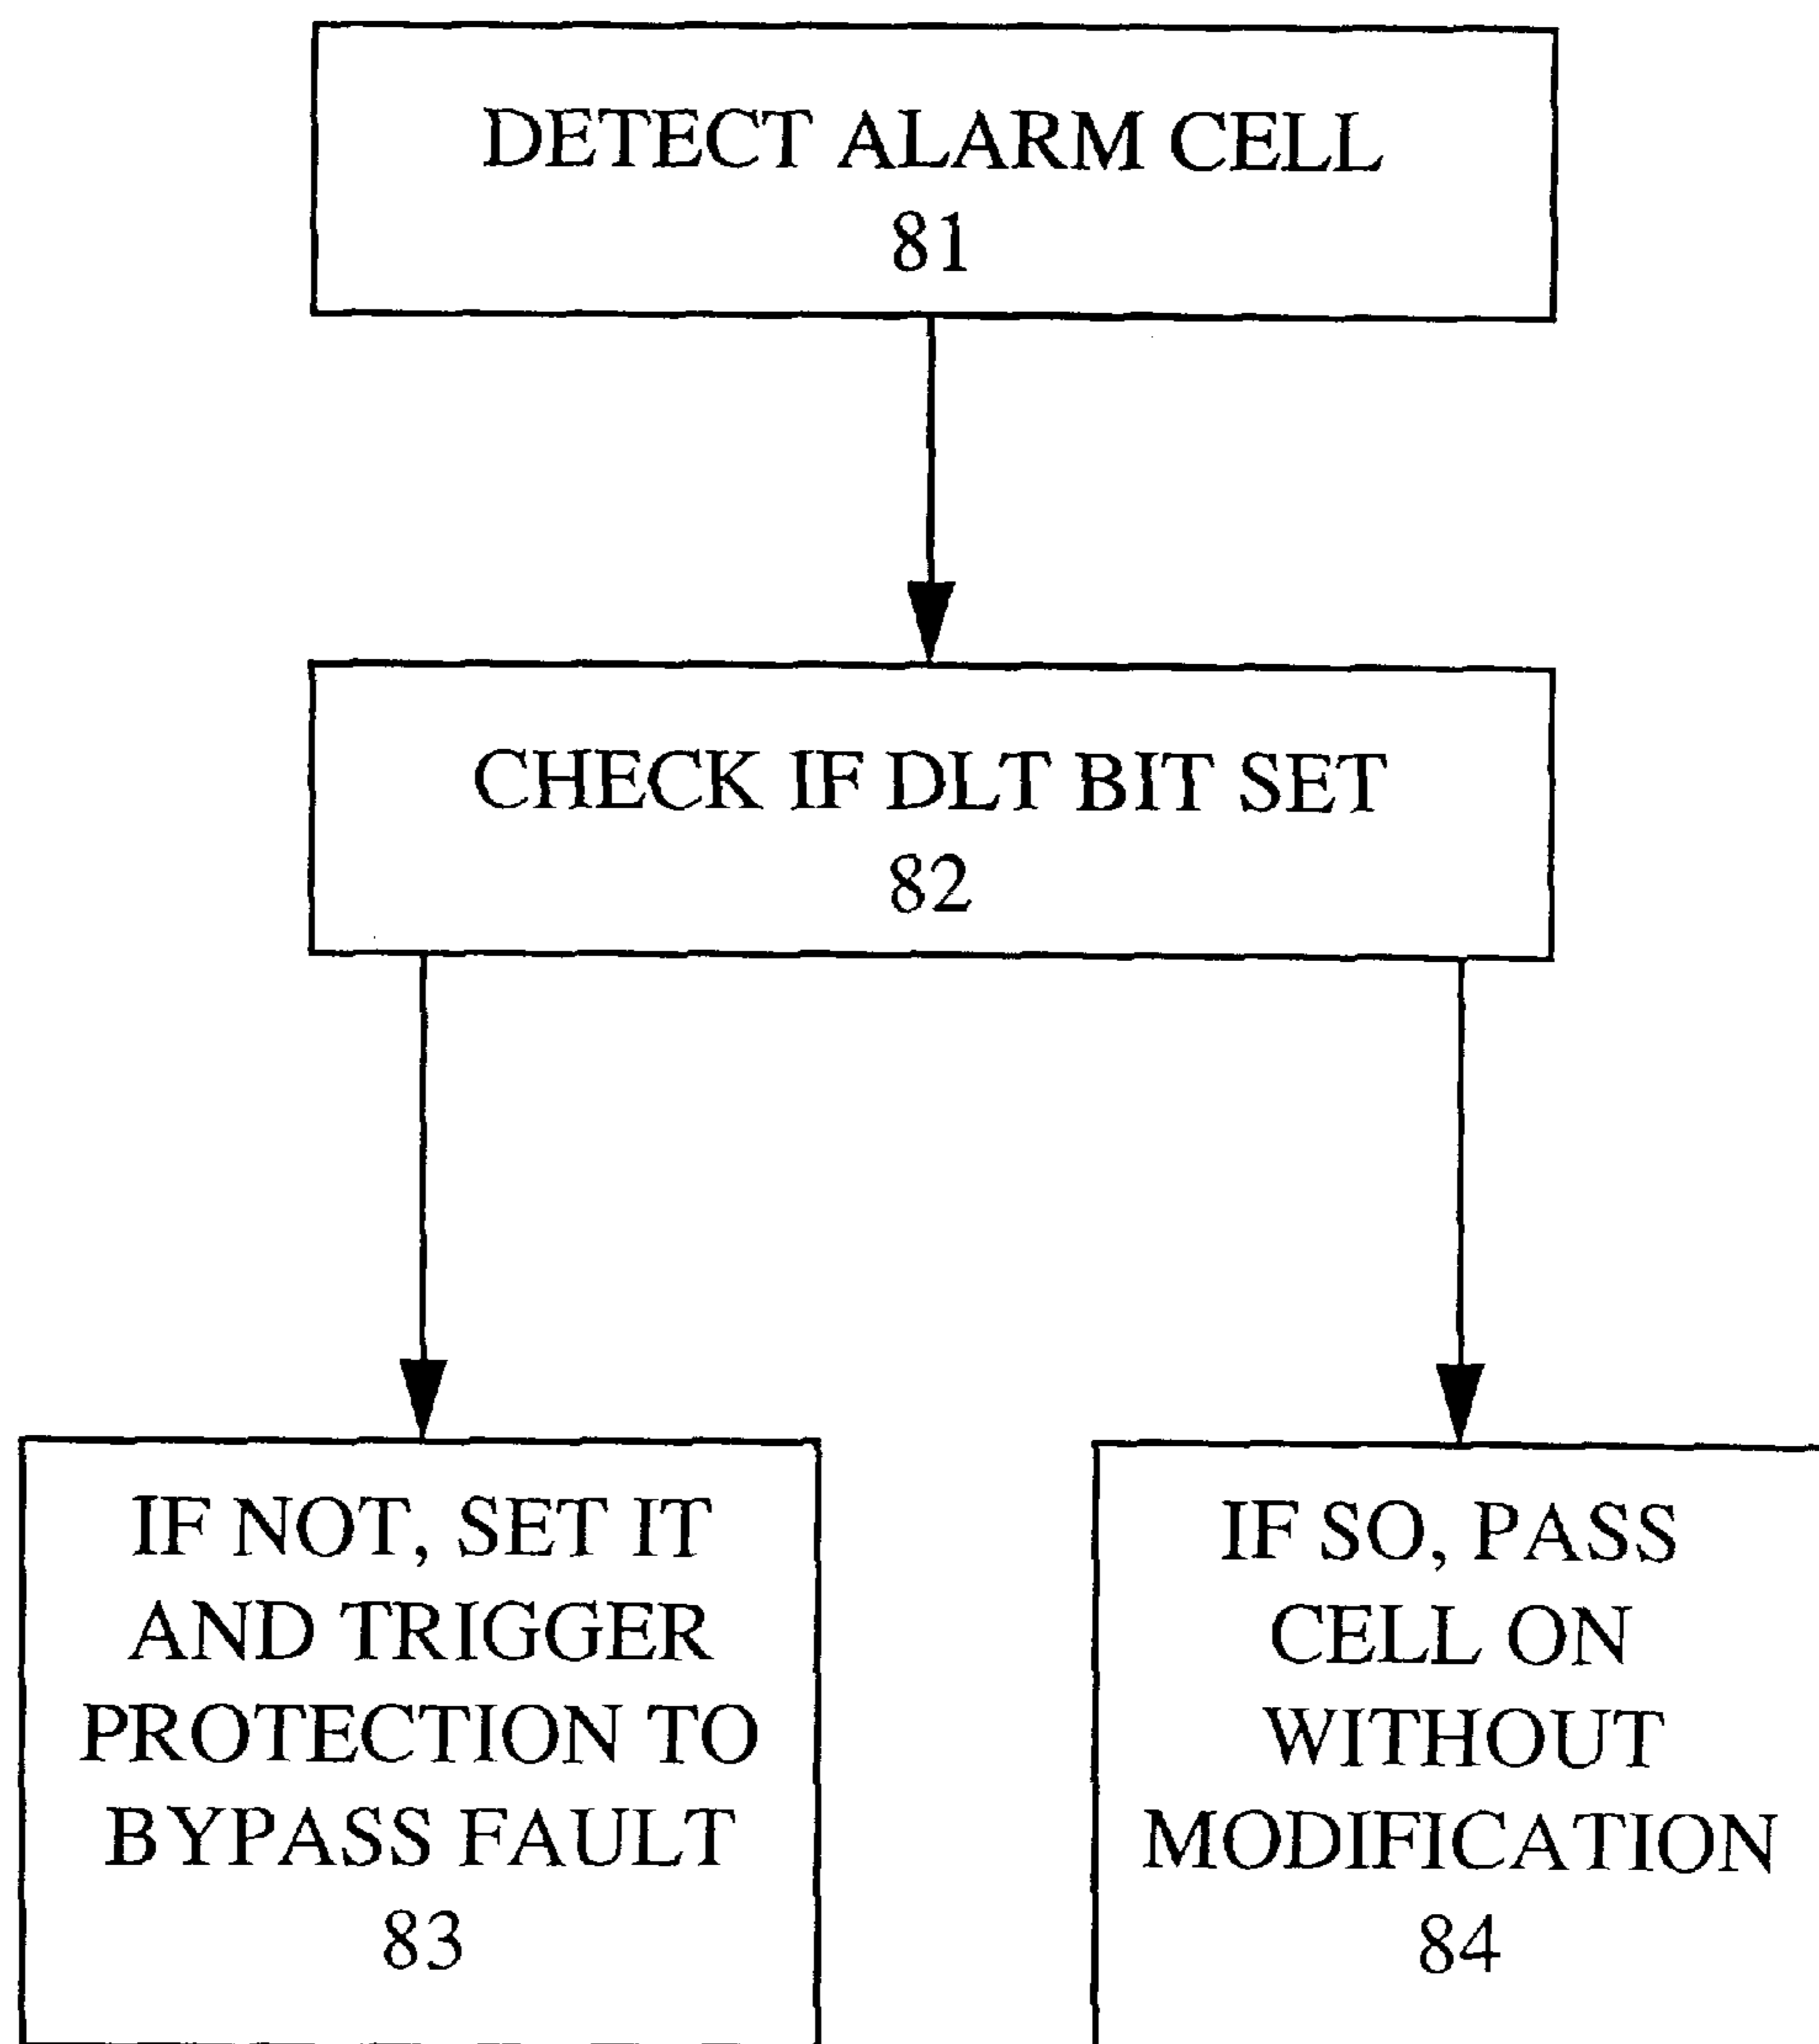 DETECT ALARM CELL
81
CHECK IF DLT BIT SET
82
IF NOT, SET IT
AND TRIGGER
PROTECTION TO
BYPASS FAULT
83
IF SO, PASS
CELL ON
WITHOUT
MODIFICATION
84